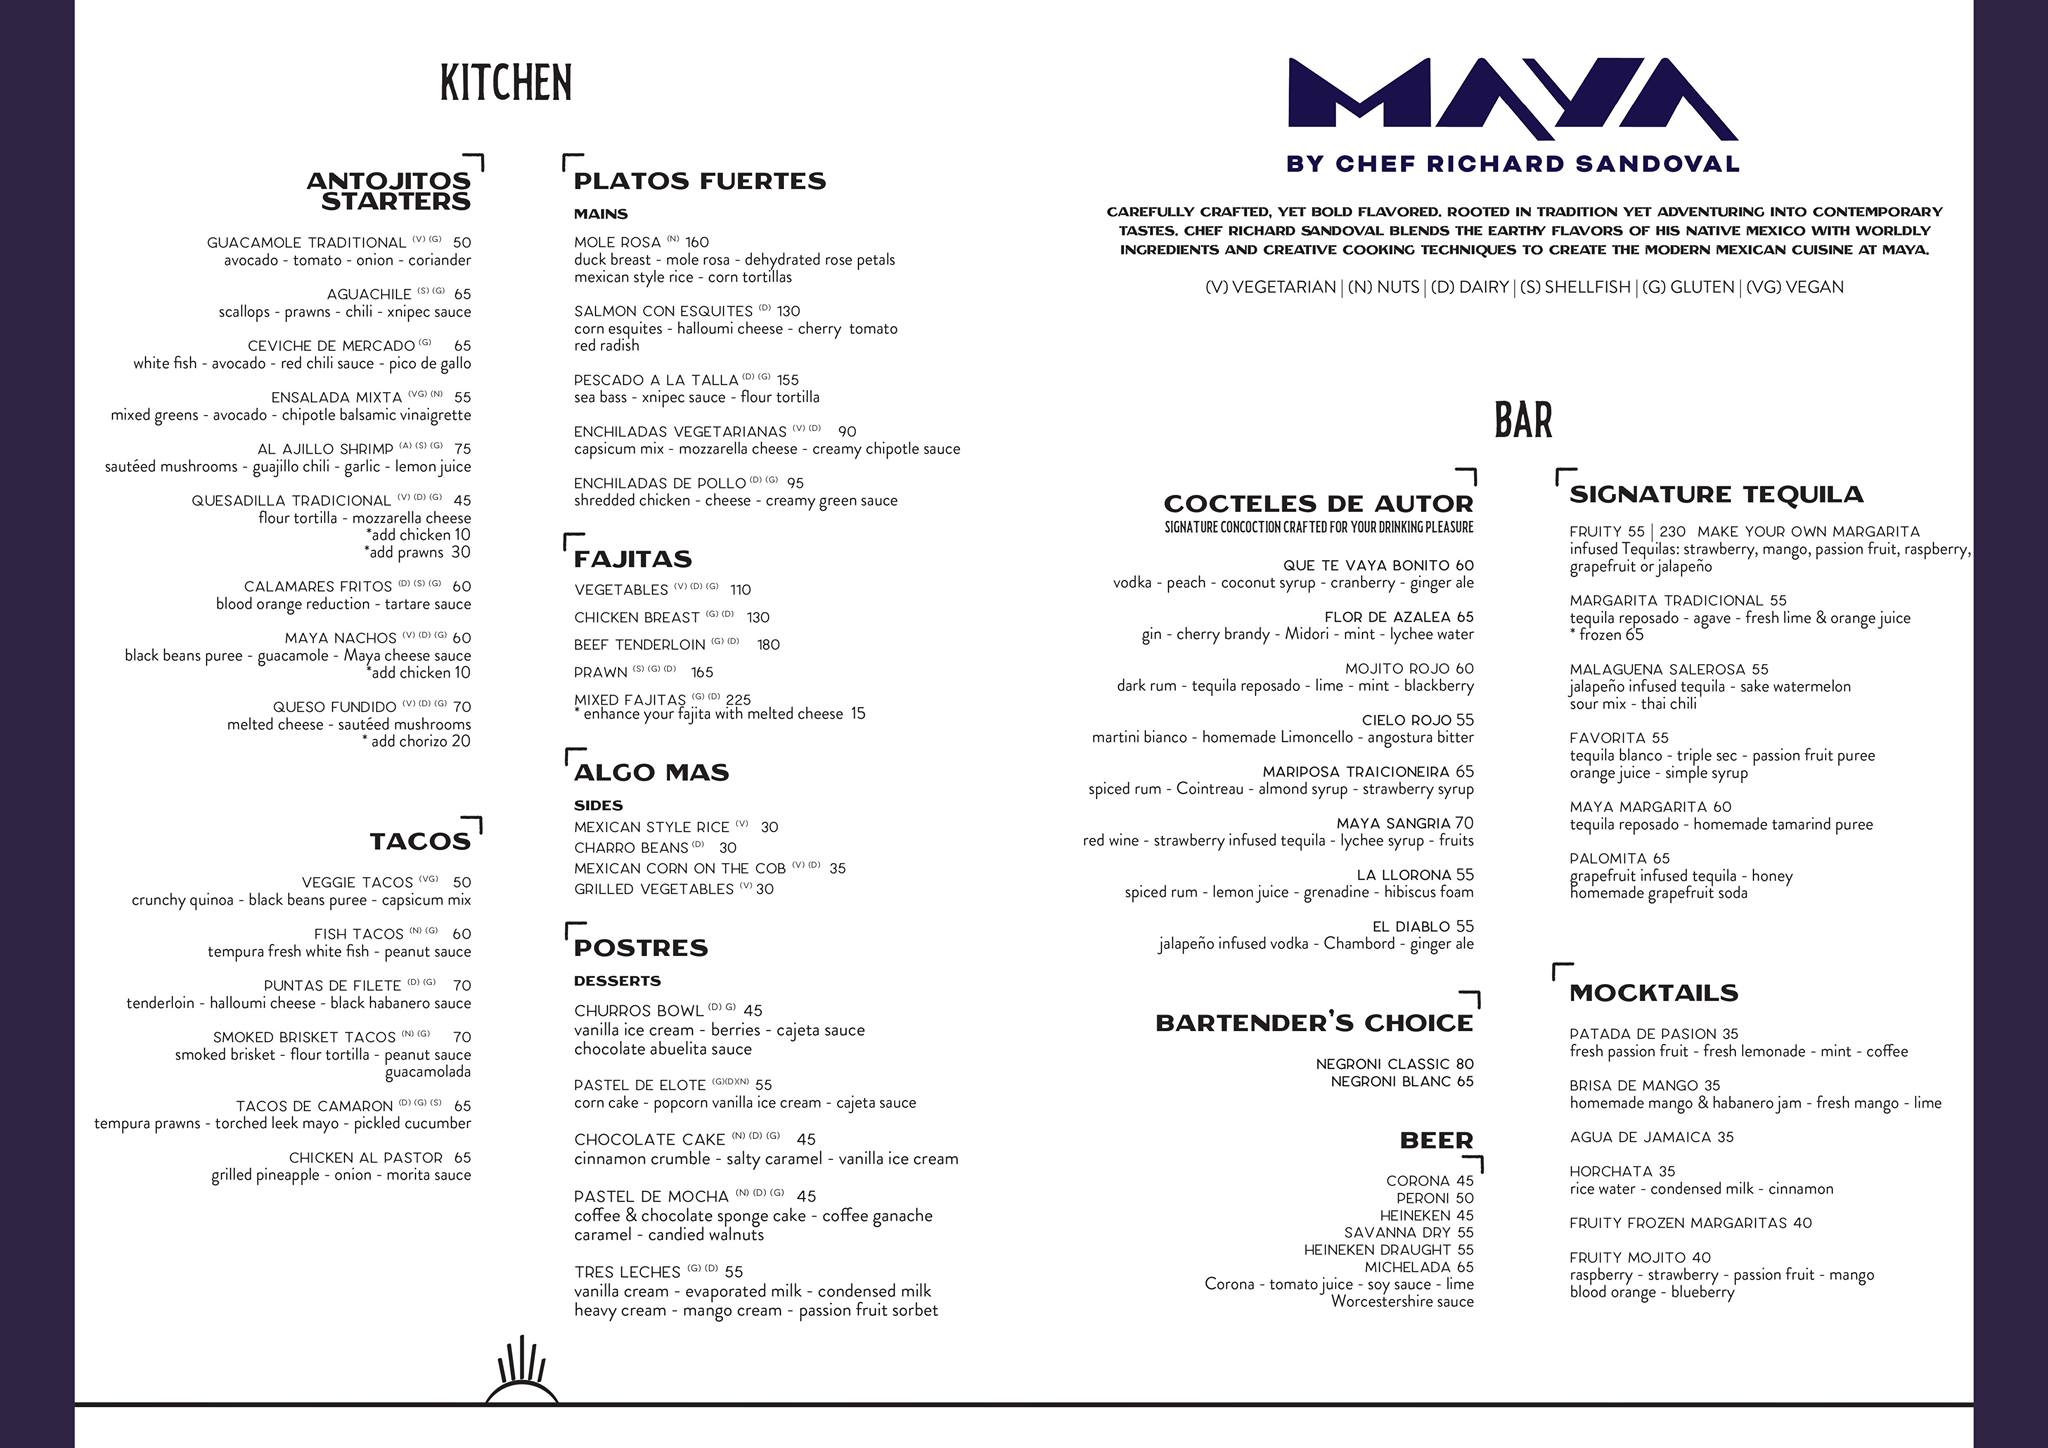 KITCHEN
ANTOJITOS
STARTERS
GUACAMOLE TRADITIONAL (V) (G) 50
avocado - tomato - onion - coriander
AGUACHILE (S) (G) 65
scallops - prawns - chili - xnipec sauce
CEVICHE DE MERCADO (G) 65
white fish - avocado - red chili sauce - pico de gallo
ENSALADA MIXTA (VG) (N) 55
mixed greens - avocado - chipotle balsamic vinaigrette
AL AJILLO SHRIMP (A) (S) (G) 75
sautéed mushrooms - guajillo chili - garlic - lemon juice
QUESADILLA TRADICIONAL (V) (D) (G) 45
flour tortilla - mozzarella cheese
*add chicken 10
*add prawns 30
CALAMARES FRITOS (D) (S) (G) 60
blood orange reduction - tartare sauce
MAYA NACHOS (V) (D) (G) 60
black beans puree - guacamole - Maya cheese sauce
*add chicken 10
QUESO FUNDIDO (V) (D) (G) 70
melted cheese - sautéed mushrooms
* add chorizo 20
TACOS
VEGGIE TACOS (VG) 50
crunchy quinoa - black beans puree - capsicum mix
FISH TACOS (N) (G) 60
tempura fresh white fish - peanut sauce
PUNTAS DE FILETE (D) (G) 70
tenderloin - halloumi cheese - black habanero sauce
SMOKED BRISKET TACOS (N) (G) 70
smoked brisket - flour tortilla - peanut sauce
guacamolada
TACOS DE CAMARON (D) (G) (S) 65
tempura prawns - torched leek mayo - pickled cucumber
CHICKEN AL PASTOR 65
grilled pineapple - onion - morita sauce
PLATOS FUERTES
MAINS
MOLE ROSA (N) 160
duck breast - mole rosa - dehydrated rose petals
mexican style rice - corn tortillas
SALMON CON ESQUITES (D) 130
corn esquites - halloumi cheese - cherry tomato
red radish
PESCADO A LA TALLA (D) (G) 155
sea bass - xnipec sauce - flour tortilla
ENCHILADAS VEGETARIANAS (V) (D) 90
capsicum mix - mozzarella cheese - creamy chipotle sauce
ENCHILADAS DE POLLO (D) (G) 95
shredded chicken - cheese - creamy green sauce
FAJITAS
VEGETABLES (V) (D) (G) 110
CHICKEN BREAST (G) (D) 130
BEEF TENDERLOIN (G) (D) 180
PRAWN (S) (G) (D) 165
MIXED FAJITAS (G) (D) 225
* enhance your fajita with melted cheese 15
ALGO MAS
SIDES
MEXICAN STYLE RICE (V) 30
CHARRO BEANS (D) 30
MEXICAN CORN ON THE COB (V) (D) 35
GRILLED VEGETABLES (V) 30
POSTRES
DESSERTS
CHURROS BOWL (D) G) 45
vanilla ice cream - berries - cajeta sauce
chocolate abuelita sauce
PASTEL DE ELOTE (G)(D)(N) 55
corn cake - popcorn vanilla ice cream - cajeta sauce
CHOCOLATE CAKE (N) (D) (G) 45
cinnamon crumble - salty caramel - vanilla ice cream
PASTEL DE MOCHA (N) (D) (G) 45
coffee & chocolate sponge cake - coffee ganache
caramel - candied walnuts
TRES LECHES (G) (D) 55
vanilla cream - evaporated milk - condensed milk
heavy cream - mango cream - passion fruit sorbet
MAYA
BY CHEF RICHARD SANDOVAL
CAREFULLY CRAFTED, YET BOLD FLAVORED. ROOTED IN TRADITION YET ADVENTURING INTO CONTEMPORARY
TASTES, CHEF RICHARD SANDOVAL BLENDS THE EARTHY FLAVORS OF HIS NATIVE MEXICO WITH WORLDLY
INGREDIENTS AND CREATIVE COOKING TECHNIQUES TO CREATE THE MODERN MEXICAN CUISINE AT MAYA.
(V) VEGETARIAN | (N) NUTS | (D) DAIRY | (S) SHELLFISH | (G) GLUTEN | (VG) VEGAN
BAR
COCTELES DE AUTOR
SIGNATURE CONCOCTION CRAFTED FOR YOUR DRINKING PLEASURE
QUE TE VAYA BONITO 60
vodka - peach - coconut syrup - cranberry - ginger ale
FLOR DE AZALEA 65
gin - cherry brandy - Midori - mint - lychee water
MOJITO ROJO 60
dark rum - tequila reposado - lime - mint - blackberry
CIELO ROJO 55
martini bianco - homemade Limoncello - angostura bitter
MARIPOSA TRAICIONEIRA 65
spiced rum - Cointreau - almond syrup - strawberry syrup
MAYA SANGRIA 70
red wine - strawberry infused tequila - lychee syrup - fruits
LA LLORONA 55
spiced rum - lemon juice - grenadine - hibiscus foam
EL DIABLO 55
jalapeño infused vodka - Chambord - ginger ale
BARTENDER'S CHOICE
NEGRONI CLASSIC 80
NEGRONI BLANC 65
BEER
CORONA 45
PERONI 50
HEINEKEN 45
SAVANNA DRY 55
HEINEKEN DRAUGHT 55
MICHELADA 65
Corona - tomato juice - soy sauce - lime
Worcestershire sauce
SIGNATURE TEQUILA
FRUITY 55 | 230 MAKE YOUR OWN MARGARITA
infused Tequilas: strawberry, mango, passion fruit, raspberry,
grapefruit or jalapeño
MARGARITA TRADICIONAL 55
tequila reposado - agave - fresh lime & orange juice
* frozen 65
MALAGUENA SALEROSA 55
jalapeño infused tequila - sake watermelon
sour mix - thai chili
FAVORITA 55
tequila blanco - triple sec - passion fruit puree
orange juice - simple syrup
MAYA MARGARITA 60
tequila reposado - homemade tamarind puree
PALOMITA 65
grapefruit infused tequila - honey
homemade grapefruit soda
MOCKTAILS
PATADA DE PASION 35
fresh passion fruit - fresh lemonade - mint - coffee
BRISA DE MANGO 35
homemade mango & habanero jam - fresh mango - lime
AGUA DE JAMAICA 35
HORCHATA 35
rice water - condensed milk - cinnamon
FRUITY FROZEN MARGARITAS 40
FRUITY MOJITO 40
raspberry - strawberry - passion fruit - mango
blood orange - blueberry